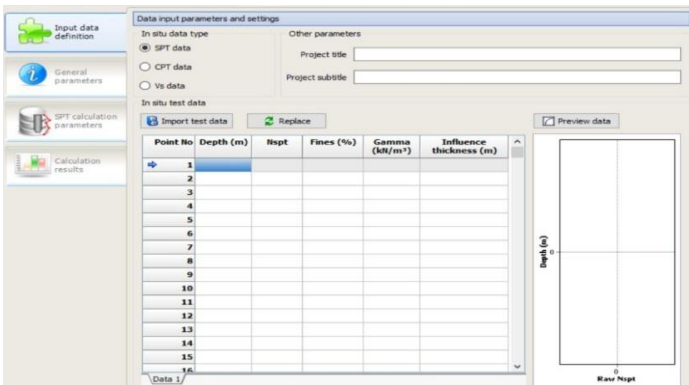 Input data
definition
General
parameters
SPT calculation
parameters
Calculation
results
Data input parameters and settings
In situ data type
SPT data
CPT data
Vs data
Other parameters
Project title
Project subtitle
In situ test data
Import test data
Replace
Preview data
Point No Depth (m) Nspt Fines (%) Gamma (kN/m³) Influence thickness (m)
1
2
3
4
5
6
7
8
9
10
11
12
13
14
15
16
Data 1
Depth (m)
0
0
Raw Nspt